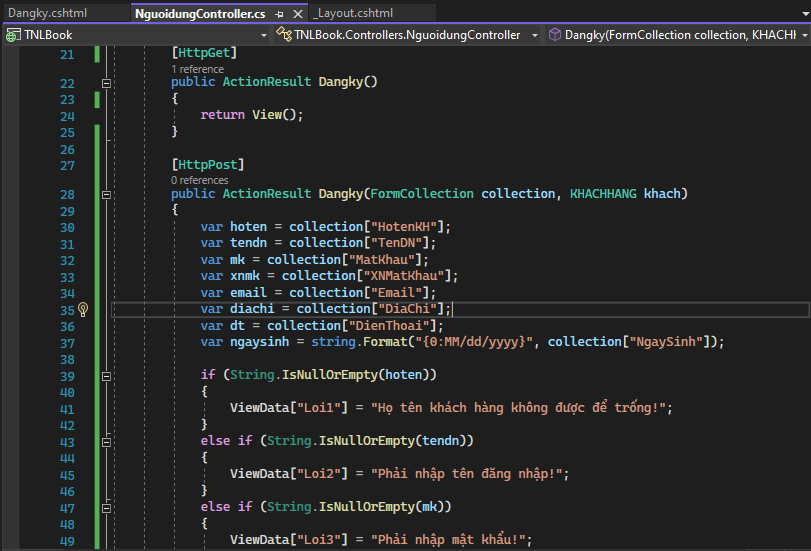 Dangky.cshtml NguoidungController.cs _Layout.cshtml
TNLBook TNLBook.Controllers.NguoidungController Dangky(FormCollection collection, KHACHH
21 [HttpGet]
1 reference
22 public ActionResult Dangky()
23 {
24 return View();
25 }
26
27 [HttpPost]
0 references
28 public ActionResult Dangky(FormCollection collection, KHACHHANG khach)
29 {
30 var hoten = collection["HotenKH"];
31 var tendn = collection["TenDN"];
32 var mk = collection["MatKhau"];
33 var xnmk = collection["XNMatKhau"];
34 var email = collection["Email"];
35 var diachi = collection["DiaChi"];
36 var dt = collection["DienThoai"];
37 var ngaysinh = string.Format("{0:MM/dd/yyyy}", collection["NgaySinh"]);
38
39 if (String.IsNullOrEmpty(hoten))
40 {
41 ViewData["Loi1"] = "Họ tên khách hàng không được để trống!";
42 }
43 else if (String.IsNullOrEmpty(tendn))
44 {
45 ViewData["Loi2"] = "Phải nhập tên đăng nhập!";
46 }
47 else if (String.IsNullOrEmpty(mk))
48 {
49 ViewData["Loi3"] = "Phải nhập mật khẩu!";